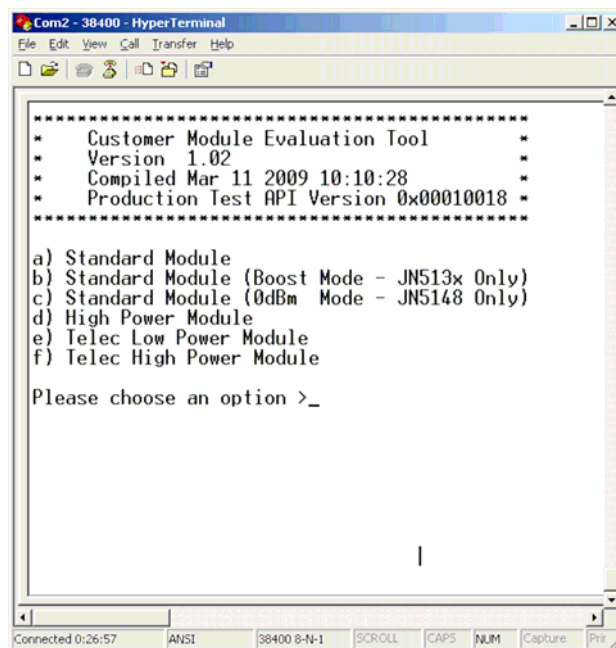 Com2 - 38400 - HyperTerminal
File Edit View Call Transfer Help
************************************************
* Customer Module Evaluation Tool *
* Version 1.02 *
* Compiled Mar 11 2009 10:10:28 *
* Production Test API Version 0x00010018 *
************************************************
a) Standard Module
b) Standard Module (Boost Mode - JN513x Only)
c) Standard Module (0dBm Mode - JN5148 Only)
d) High Power Module
e) Telec Low Power Module
f) Telec High Power Module
Please choose an option >_
Connected 0:26:57 ANSI 38400 8-N-1 SCROLL CAPS NUM Capture